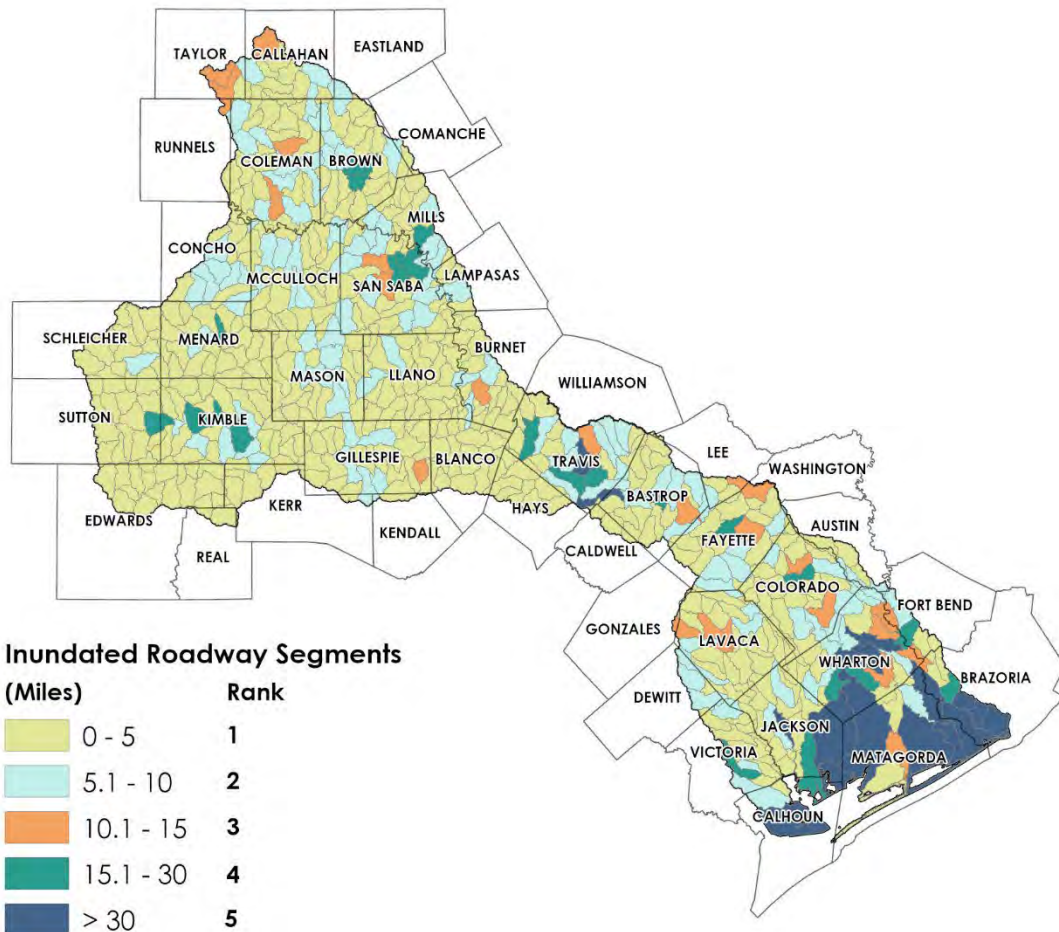 TAYLOR
CALLAHAN
EASTLAND
RUNNELS
COLEMAN
BROWN
COMANCHE
CONCHO
MCCULLOCH
SAN SABA
MILLS
LAMPASAS
SCHLEICHER
MENARD
MASON
LLANO
BURNET
SUTTON
KIMBLE
WILLIAMSON
GILLESPIE
BLANCO
TRAVIS
LEE
WASHINGTON
EDWARDS
KERR
HAYS
BASTROP
REAL
KENDALL
CALDWELL
FAYETTE
AUSTIN
COLORADO
FORT BEND
GONZALES
LAVACA
WHARTON
BRAZORIA
DEWITT
JACKSON
VICTORIA
MATAGORDA
CALHOUN
Inundated Roadway Segments
(Miles) Rank
0 - 5 1
5.1 - 10 2
10.1 - 15 3
15.1 - 30 4
> 30 5